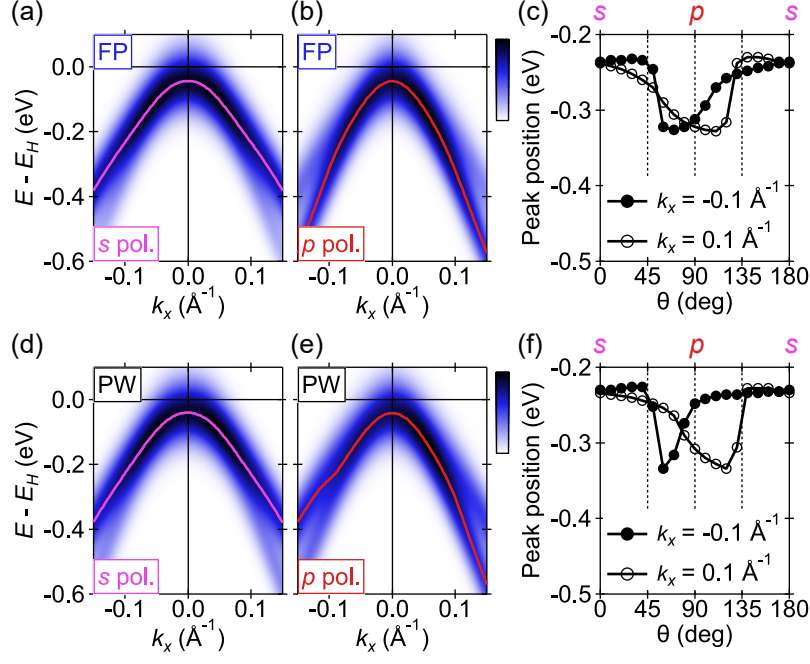 (a)
FP
s pol.
0.0
-0.2
-0.4
-0.6
E - E_H (eV)
-0.1
0.0
0.1
k_x (Å⁻¹)
(b)
FP
p pol.
-0.1
0.0
0.1
k_x (Å⁻¹)
(c)
s
p
s
-0.2
-0.3
-0.4
-0.5
Peak position (eV)
k_x = -0.1 Å⁻¹
k_x = 0.1 Å⁻¹
0
45
90
135
180
θ (deg)
(d)
PW
s pol.
0.0
-0.2
-0.4
-0.6
E - E_H (eV)
-0.1
0.0
0.1
k_x (Å⁻¹)
(e)
PW
p pol.
-0.1
0.0
0.1
k_x (Å⁻¹)
(f)
s
p
s
-0.2
-0.3
-0.4
-0.5
Peak position (eV)
k_x = -0.1 Å⁻¹
k_x = 0.1 Å⁻¹
0
45
90
135
180
θ (deg)